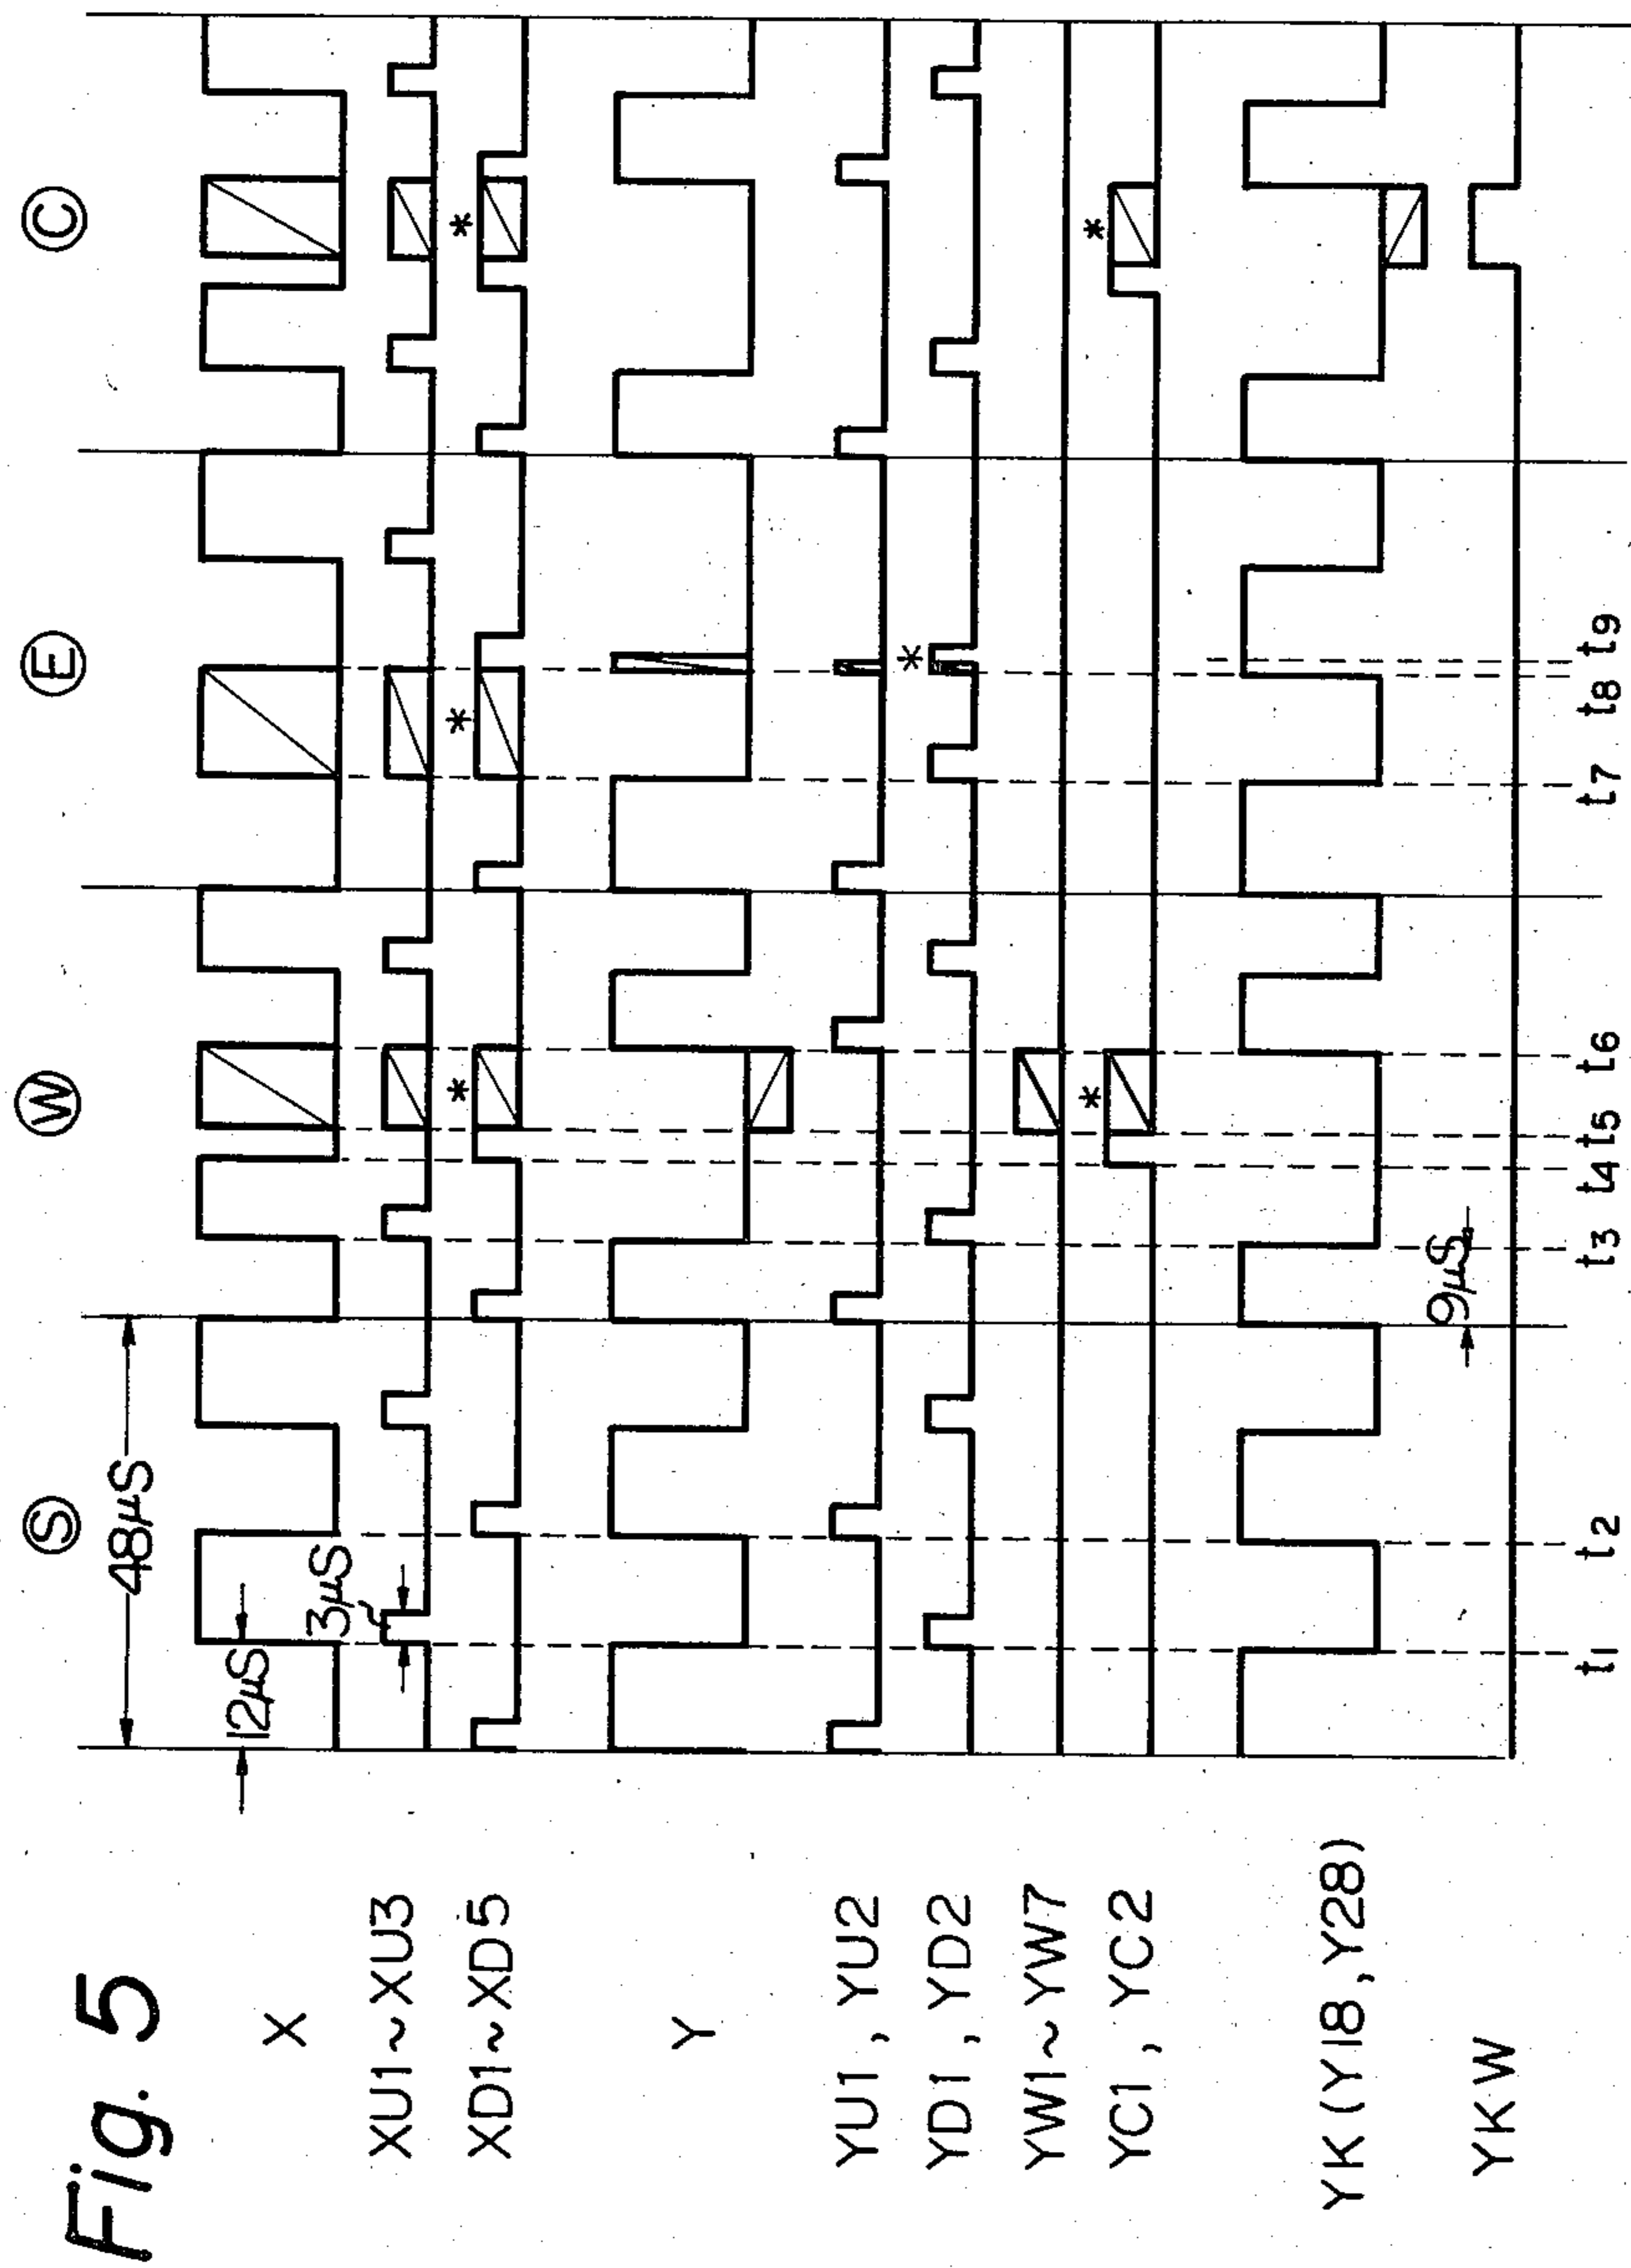 Fig. 5
Ⓢ Ⓦ Ⓔ Ⓒ
48μS
12μS
X
3μS
XU1~XU3
*
*
*
XD1~XD5
Y
YU1, YU2
*
YD1, YD2
YW1~YW7
*
*
YC1, YC2
YK(Y18, Y28)
9μS
YKW
t1 t2 t3 t4 t5 t6 t7 t8 t9